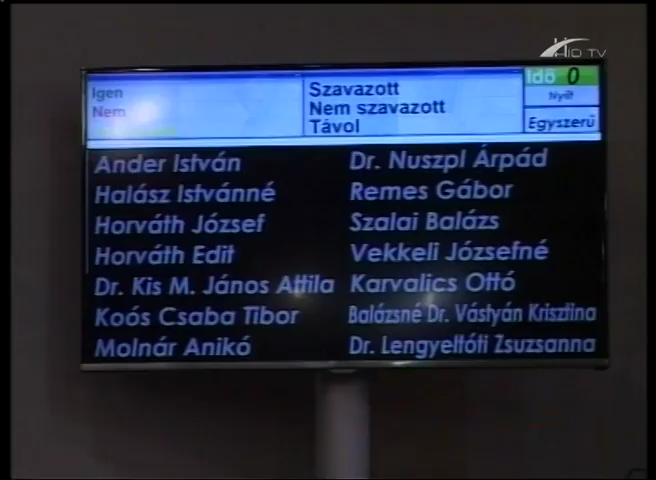 HÍD TV
Igen
Nem
Szavazott
Nem szavazott
Távol
Idő 0
Nyílt
Egyszerű
Ander István
Halász Istvánné
Horváth József
Horváth Edit
Dr. Kis M. János Attila
Koós Csaba Tibor
Molnár Anikó
Dr. Nuszpl Árpád
Remes Gábor
Szalai Balázs
Vekkeli Józsefné
Karvalics Ottó
Balázsné Dr. Vástyán Krisztina
Dr. Lengyeltóti Zsuzsanna